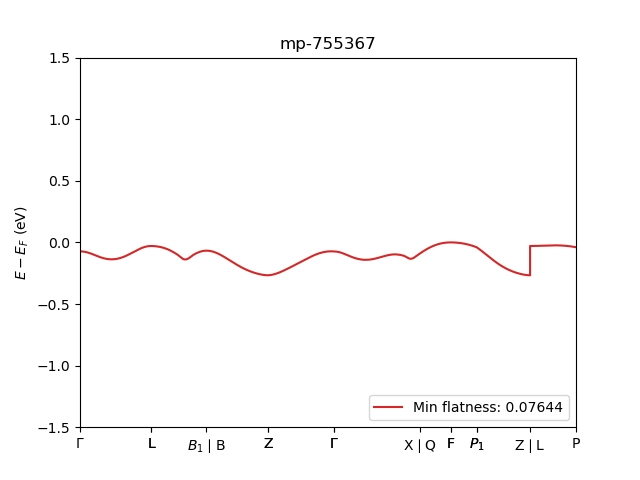 mp-755367
1.5
1.0
0.5
0.0
−0.5
−1.0
−1.5
E − E_F (eV)
Min flatness: 0.07644
Γ L B₁ | B Z Γ X | Q F P₁ Z | L P